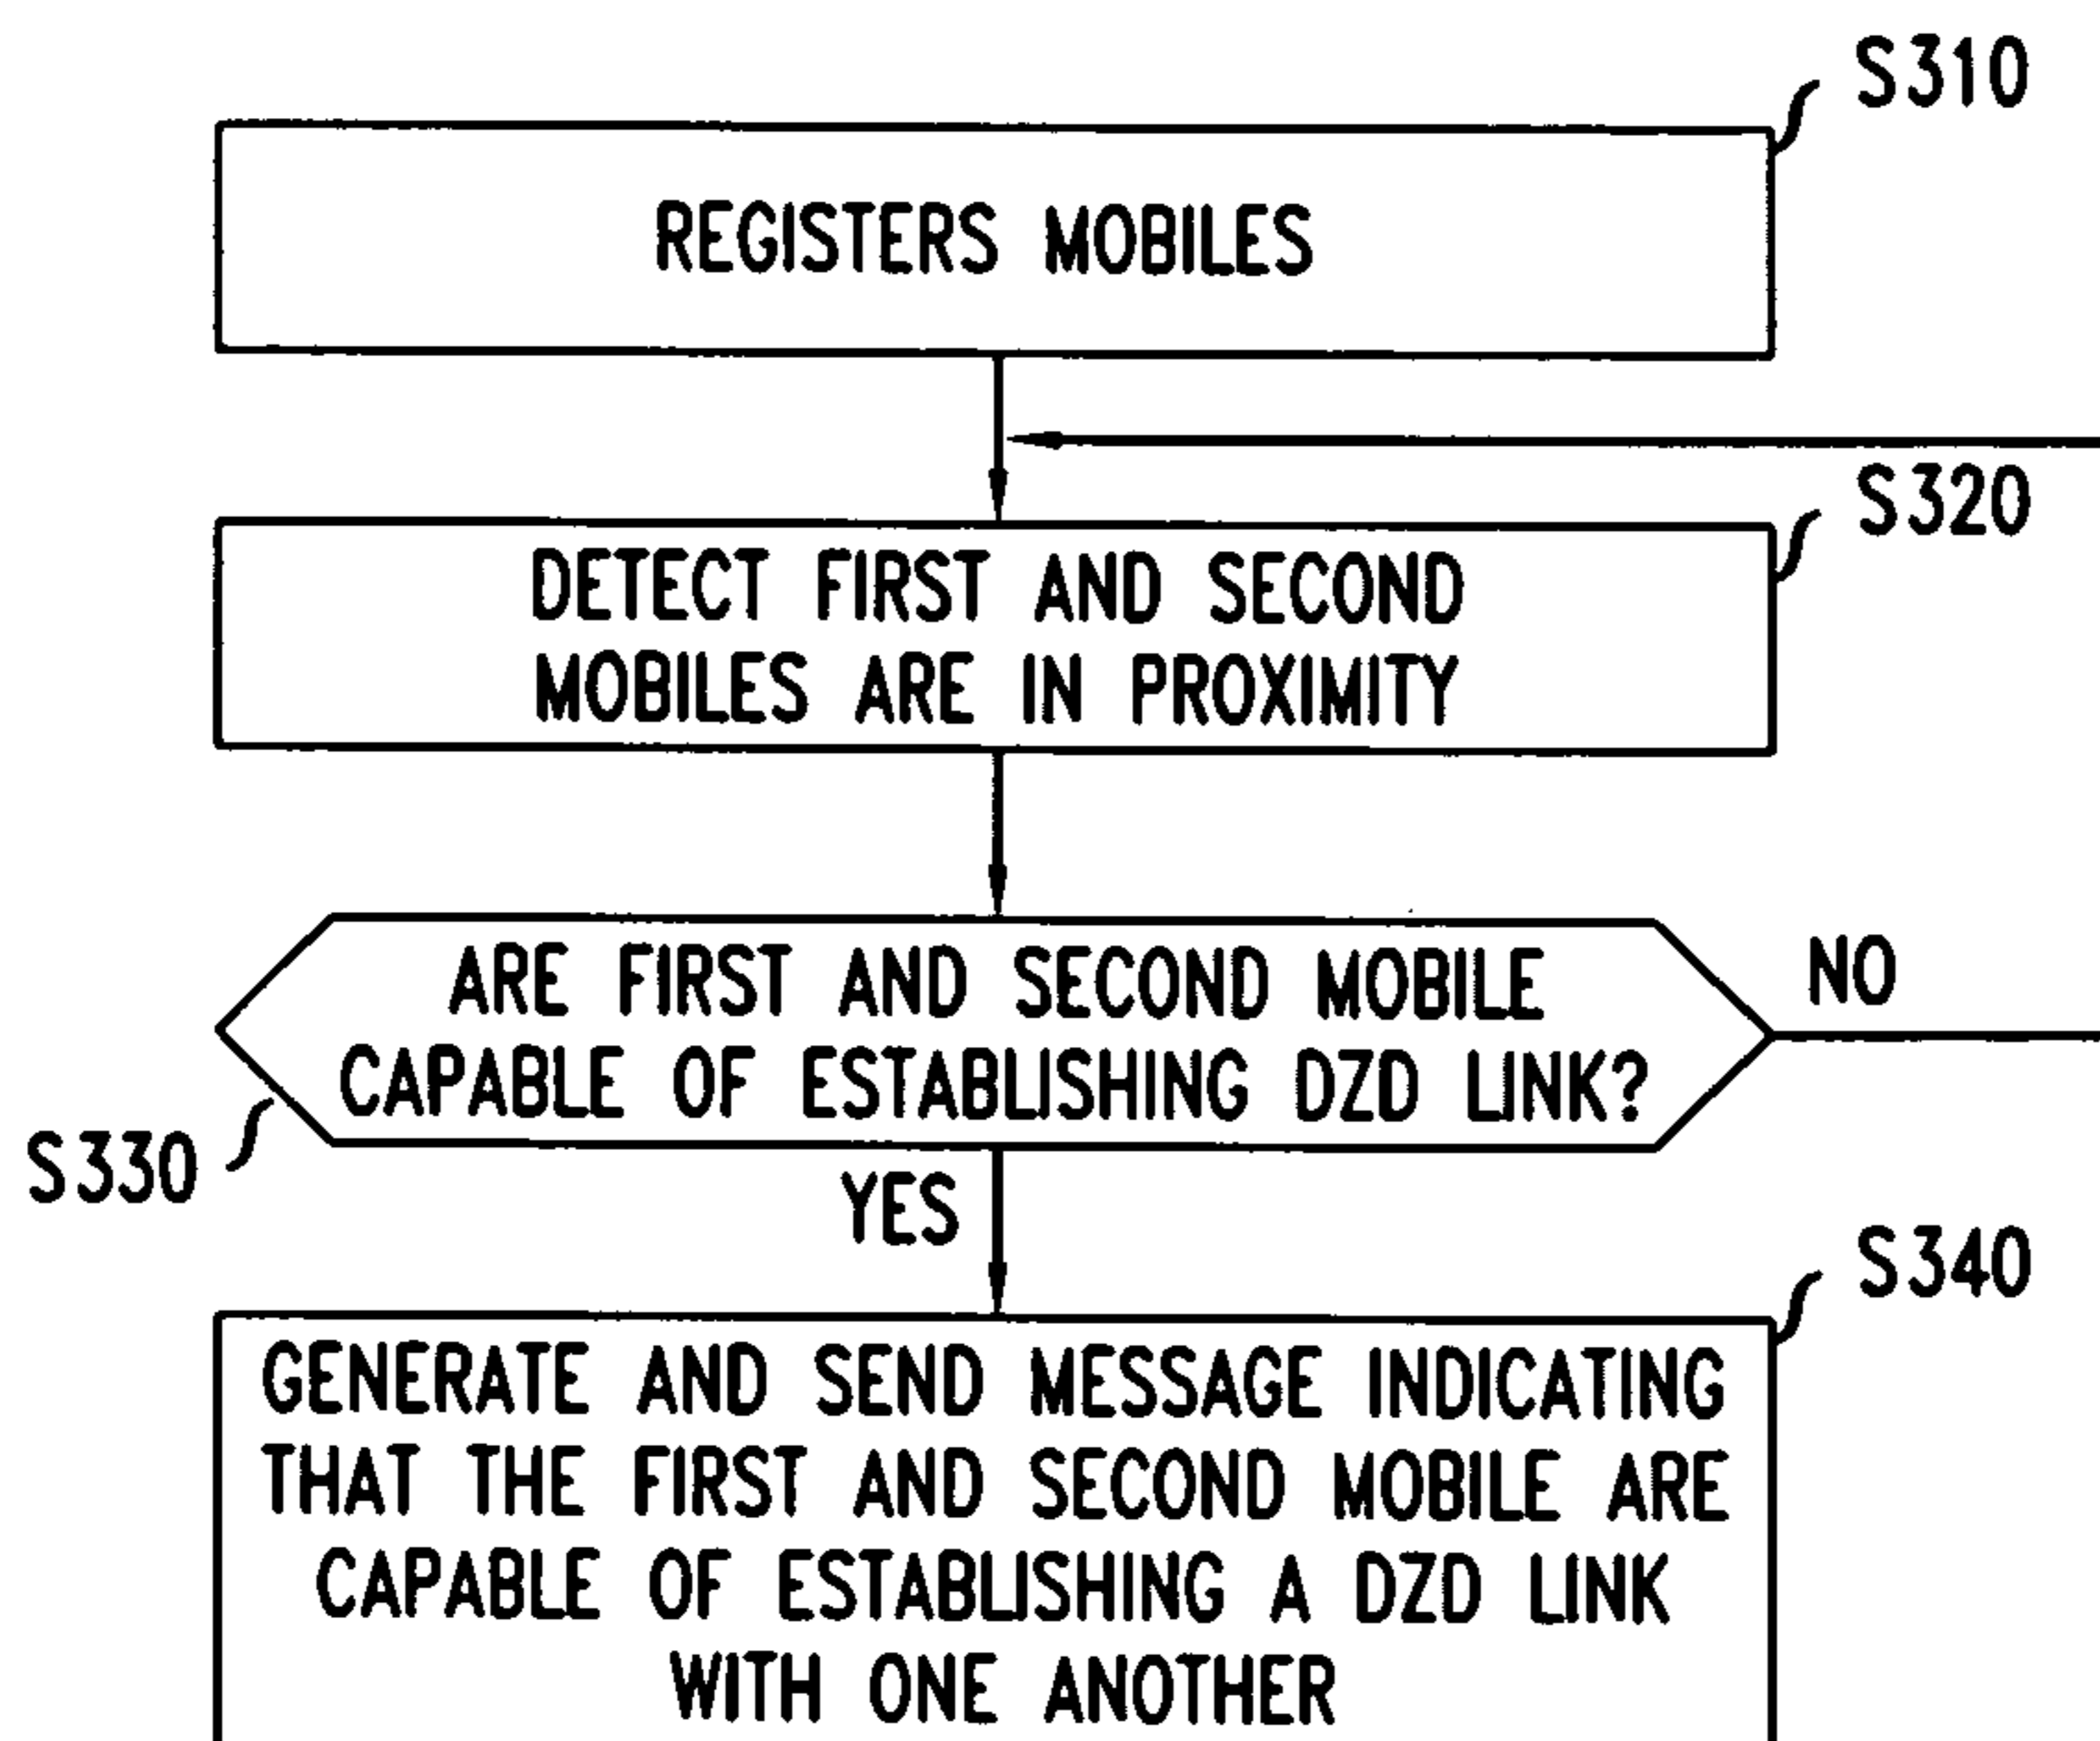 S310
REGISTERS MOBILES
S320
DETECT FIRST AND SECOND
MOBILES ARE IN PROXIMITY
ARE FIRST AND SECOND MOBILE
CAPABLE OF ESTABLISHING DZD LINK?
NO
S330
YES
S340
GENERATE AND SEND MESSAGE INDICATING
THAT THE FIRST AND SECOND MOBILE ARE
CAPABLE OF ESTABLISHING A DZD LINK
WITH ONE ANOTHER